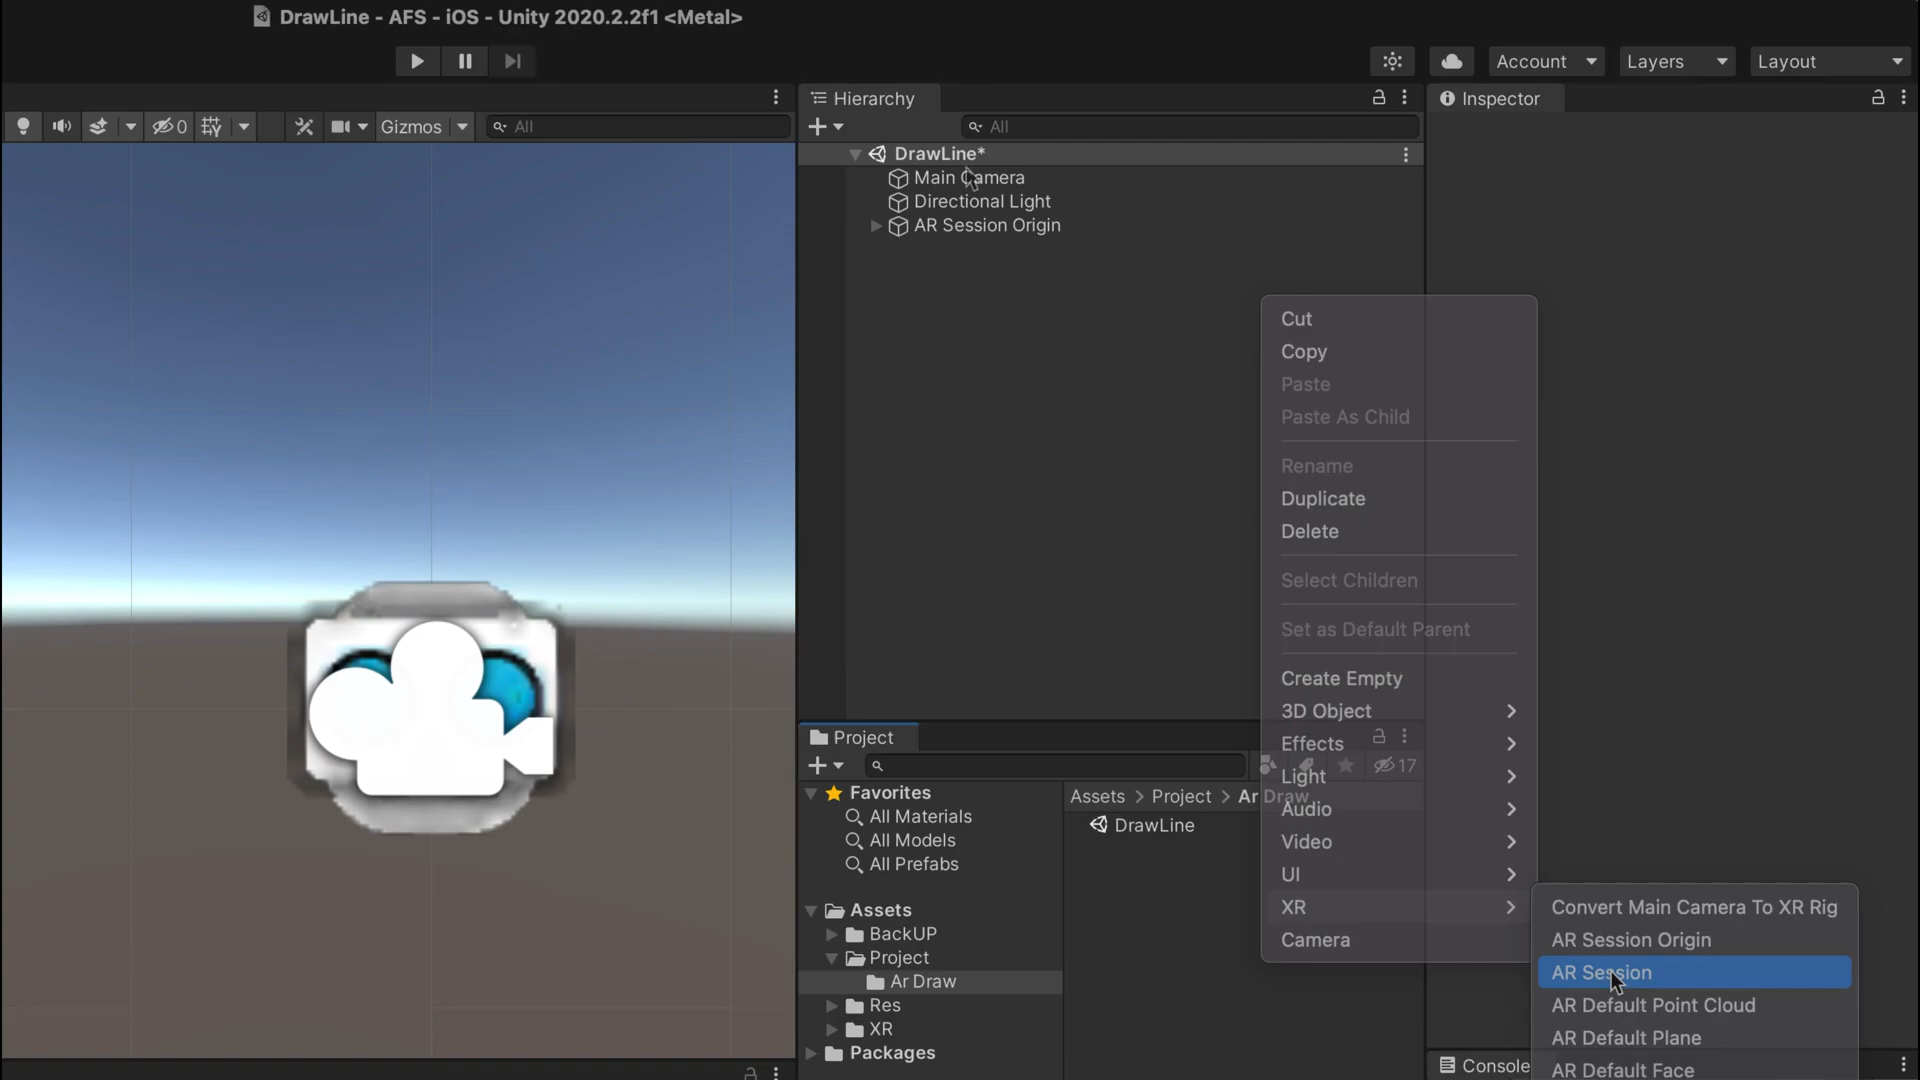 DrawLine - AFS - iOS - Unity 2020.2.2f1 <Metal>
Account
Layers
Layout
Hierarchy
Inspector
0
Gizmos
All
All
DrawLine*
Main Camera
Directional Light
AR Session Origin
Cut
Copy
Paste
Paste As Child
Rename
Duplicate
Delete
Select Children
Set as Default Parent
Create Empty
3D Object
Effects
Light
Audio
Video
UI
XR
Camera
Convert Main Camera To XR Rig
AR Session Origin
AR Session
AR Default Point Cloud
AR Default Plane
AR Default Face
Project
17
Favorites
All Materials
All Models
All Prefabs
Assets
BackUP
Project
Ar Draw
Res
XR
Packages
Assets > Project > Ar Draw
DrawLine
Console